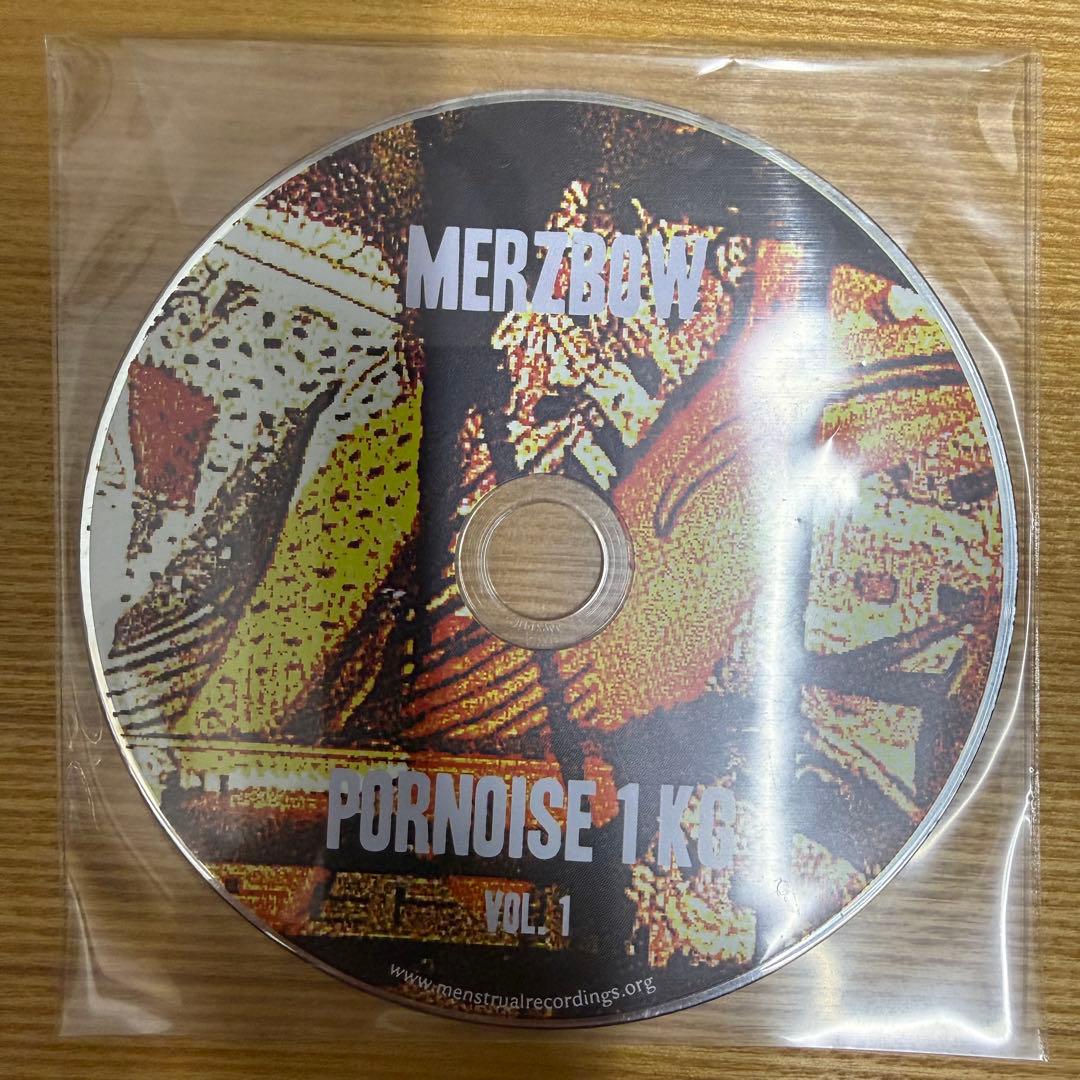 MERZBOW
PORNOISE 1 KG
VOL. 1
www.menstrualrecordings.org